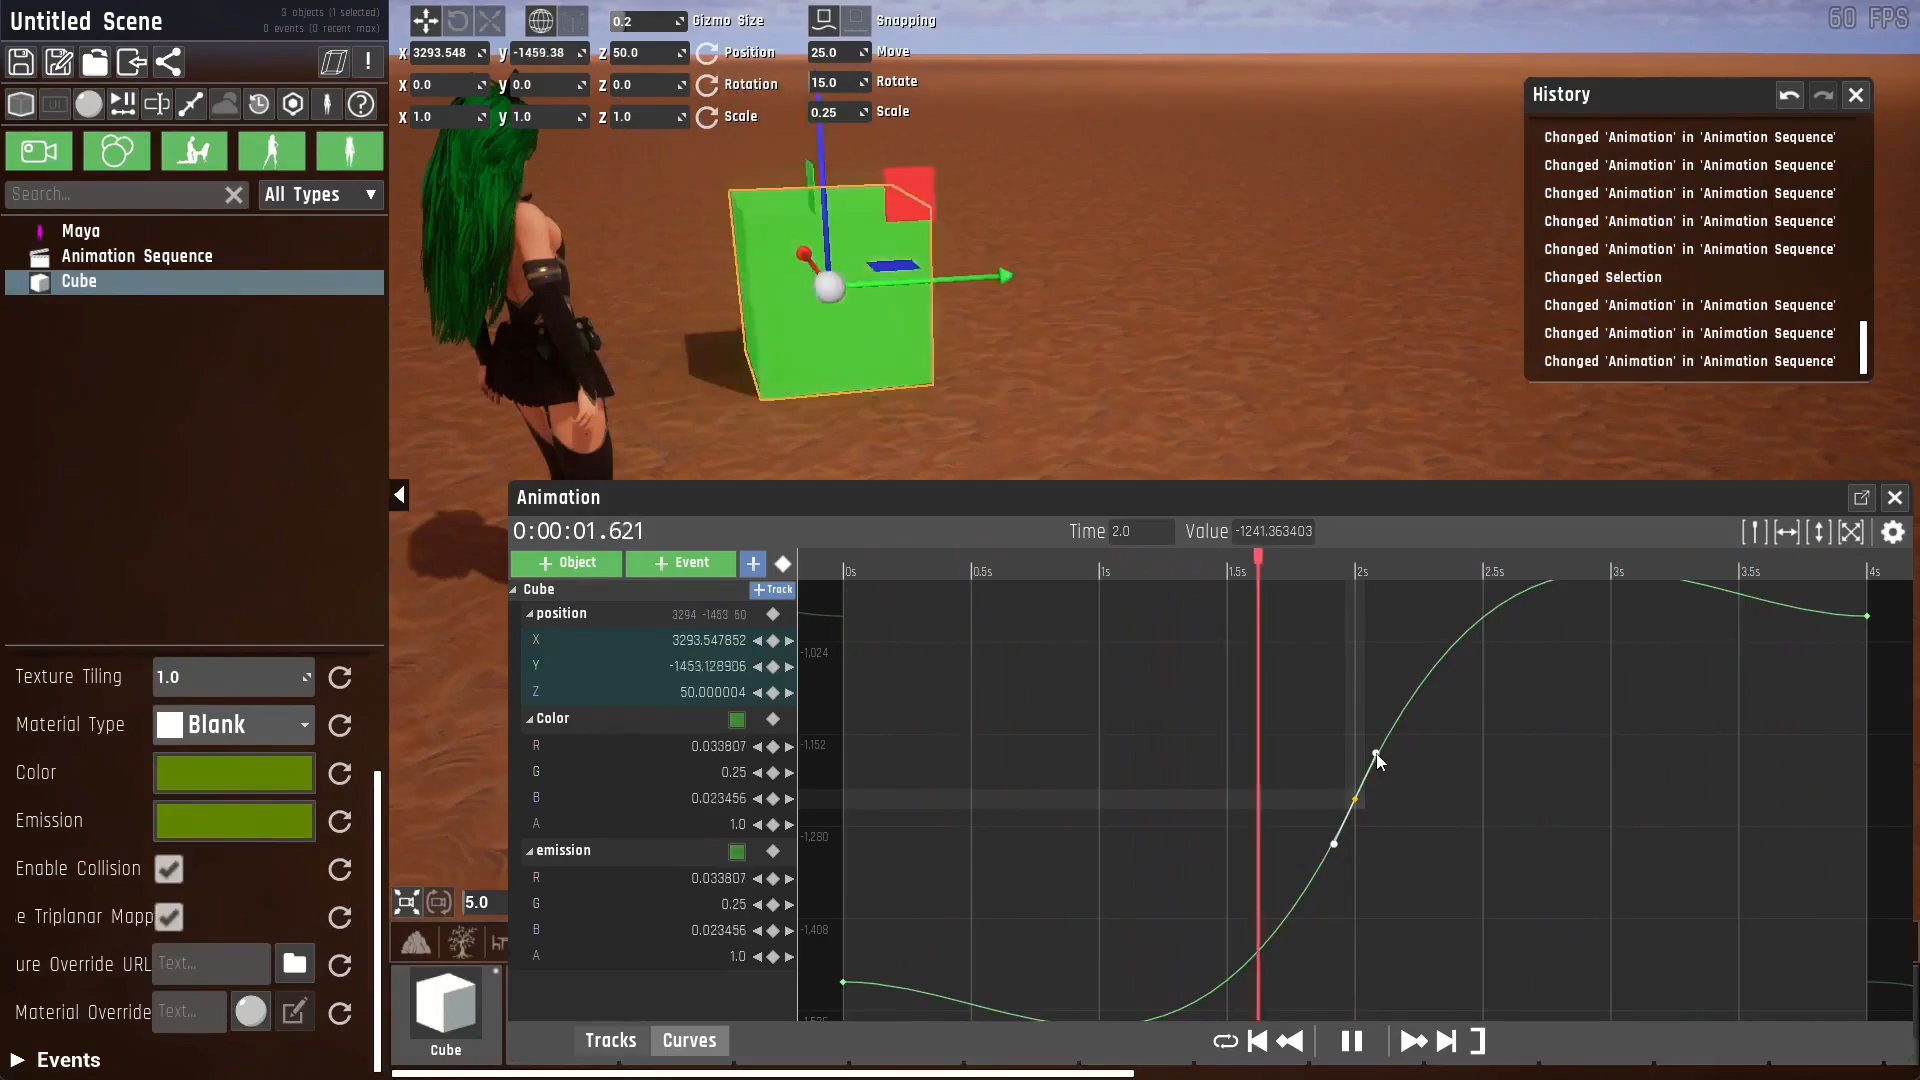 Untitled Scene
3 objects (1 selected)
0 events (0 recent max)
Search...
All Types
Maya
Animation Sequence
Cube
Texture Tiling 1.0
Material Type Blank
Color
Emission
Enable Collision
e Triplanar Mapp
ure Override URL Text...
Material Override Text...
Events
0.2 Gizmo Size Snapping
X 3293.548 y -1459.38 Z 50.0 Position 25.0 Move
X 0.0 y 0.0 Z 0.0 Rotation 15.0 Rotate
X 1.0 y 1.0 Z 1.0 Scale 0.25 Scale
60 FPS
History
Changed 'Animation' in 'Animation Sequence'
Changed 'Animation' in 'Animation Sequence'
Changed 'Animation' in 'Animation Sequence'
Changed 'Animation' in 'Animation Sequence'
Changed 'Animation' in 'Animation Sequence'
Changed Selection
Changed 'Animation' in 'Animation Sequence'
Changed 'Animation' in 'Animation Sequence'
Changed 'Animation' in 'Animation Sequence'
Animation
0:00:01.621 Time 2.0 Value -1241.363403
+ Object + Event +
Cube + Track
position 3294 -1453 50
X 3293.547852
Y -1453.128906
Z 50.000004
Color
R 0.033807
G 0.25
B 0.023456
A 1.0
emission
R 0.033807
G 0.25
B 0.023456
A 1.0
0s 0.5s 1s 1.5s 2s 2.5s 3s 3.5s 4s
-1,024
-1,152
-1,280
-1,408
Tracks Curves
5.0
Cube